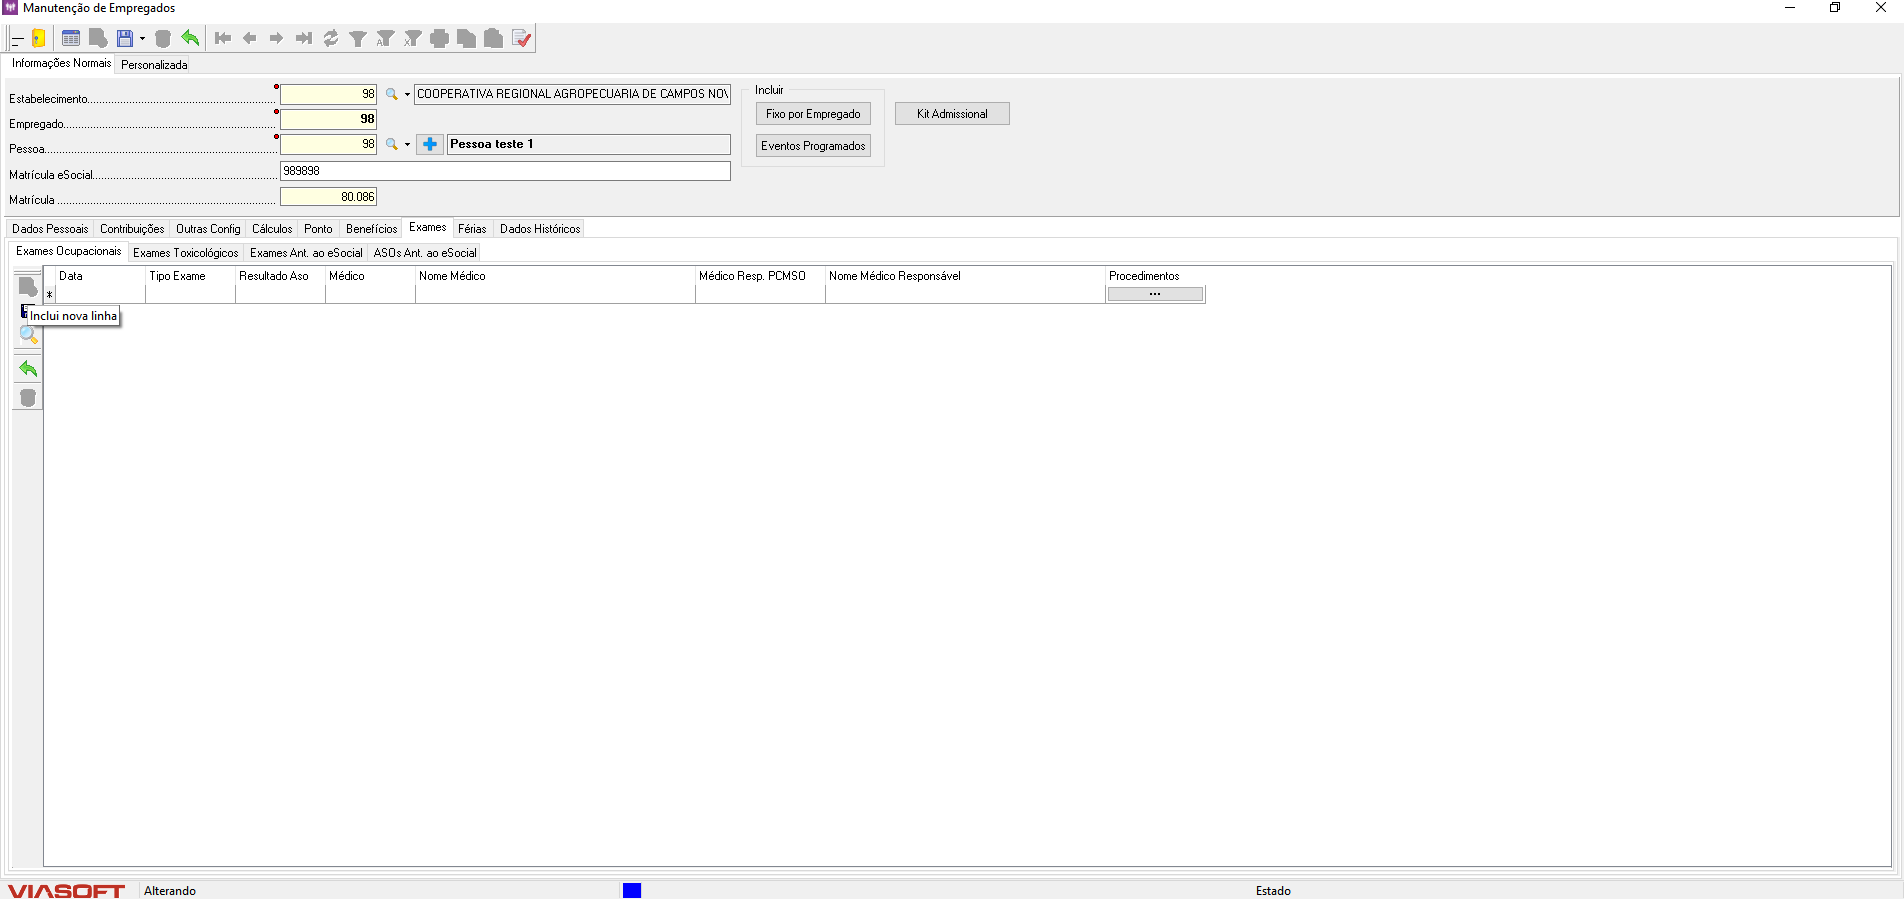 Manutenção de Empregados
Informações Normais
Personalizada
Estabelecimento
98
COOPERATIVA REGIONAL AGROPECUARIA DE CAMPOS
Empregado
98
Pessoa
98
Pessoa teste 1
Matrícula eSocial
989898
Matrícula
80.086
Incluir
Fixo por Empregado
Eventos Programados
Kit Admissional
Dados Pessoais
Contribuições
Outras Config
Cálculos
Ponto
Benefícios
Exames
Férias
Dados Históricos
Exames Ocupacionais
Exames Toxicológicos
Exames Ant. ao eSocial
ASOs Ant. ao eSocial
Data
Tipo Exame
Resultado Aso
Médico
Nome Médico
Médico Resp. PCMSO
Nome Médico Responsável
Procedimentos
*
...
Inclui nova linha
VIASOFT
Alterando
Estado